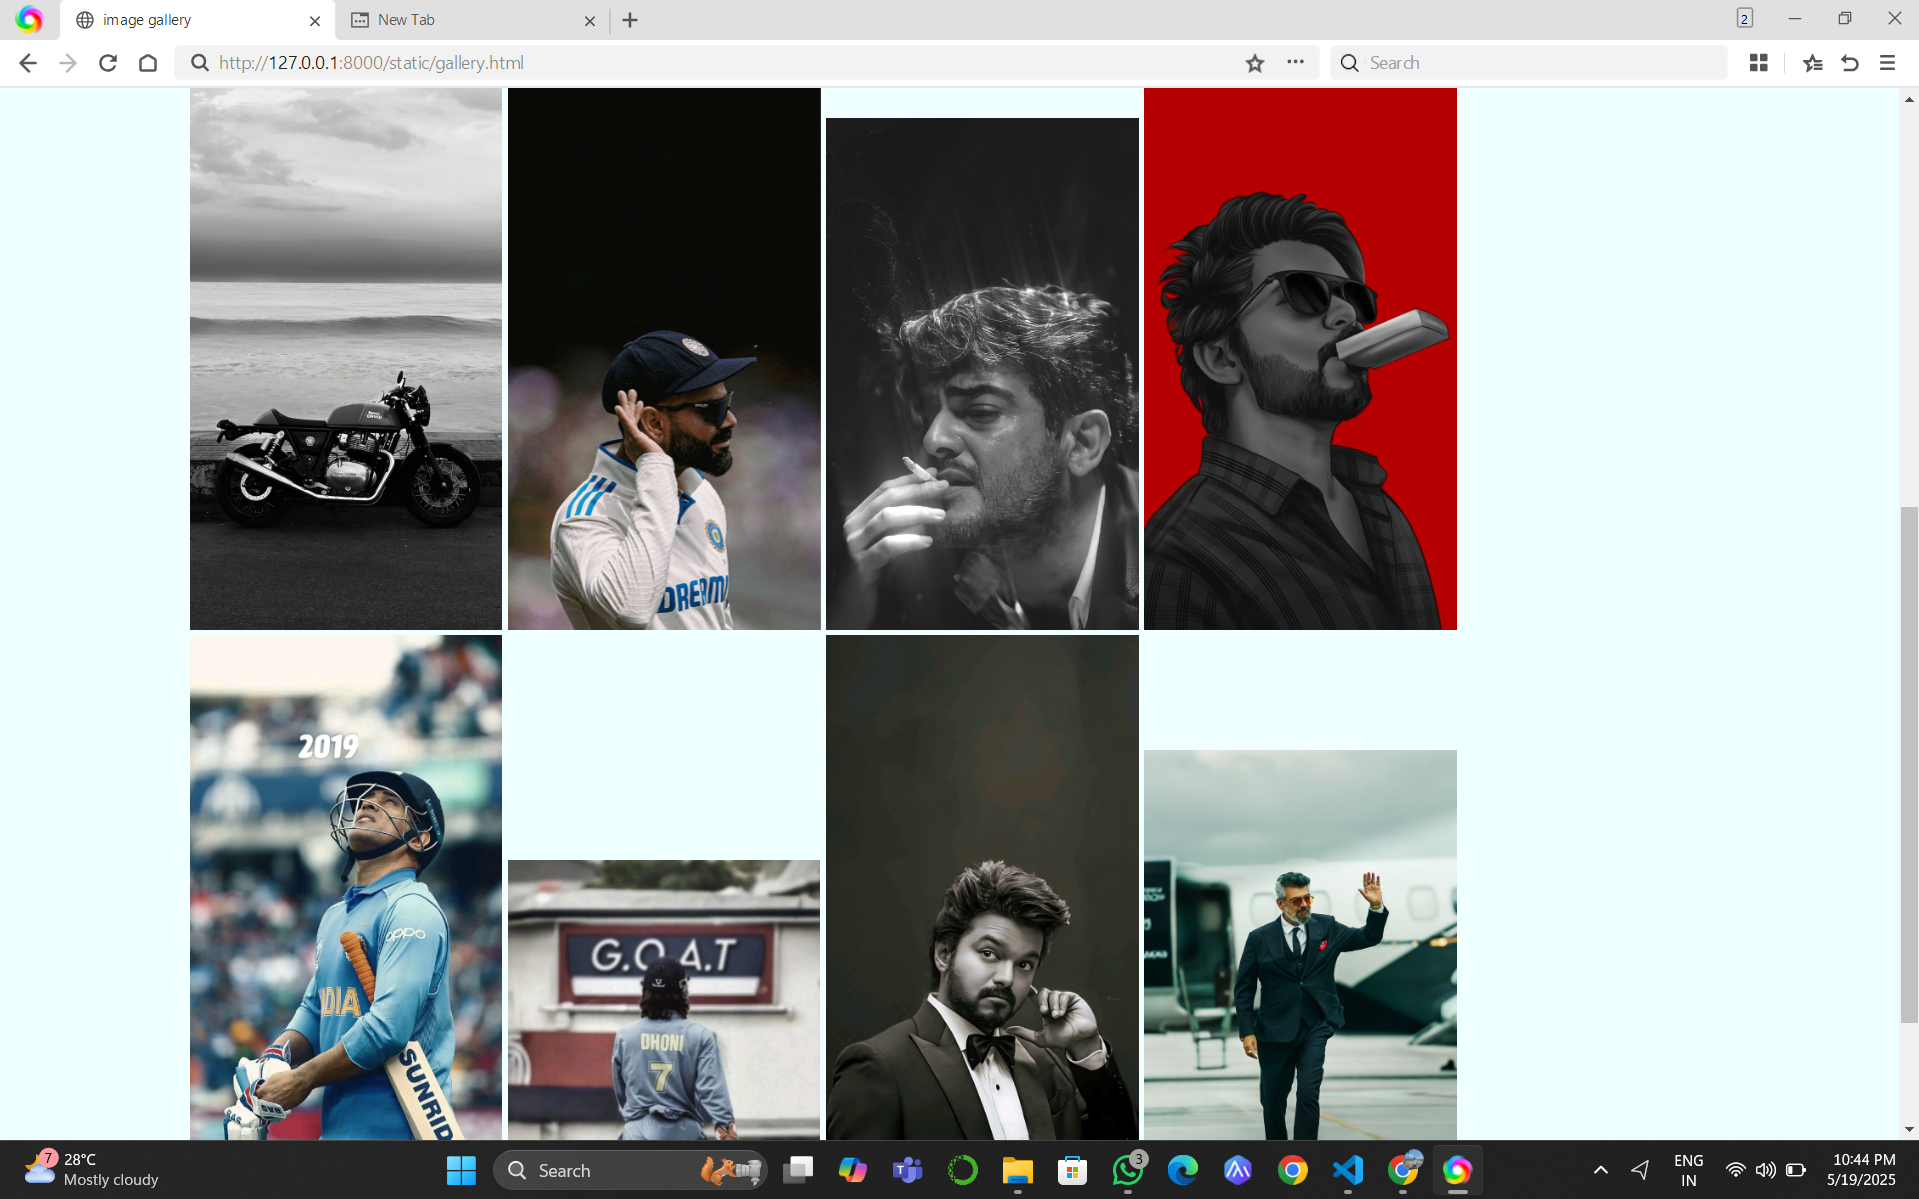 image gallery
New Tab
2
http://127.0.0.1:8000/static/gallery.html
Search
DREAM
2019
oppo
INDIA
SUNRID
G.O.A.T
DHONI
7
7
28°C
Mostly cloudy
Search
3
ENG
IN
10:44 PM
5/19/2025